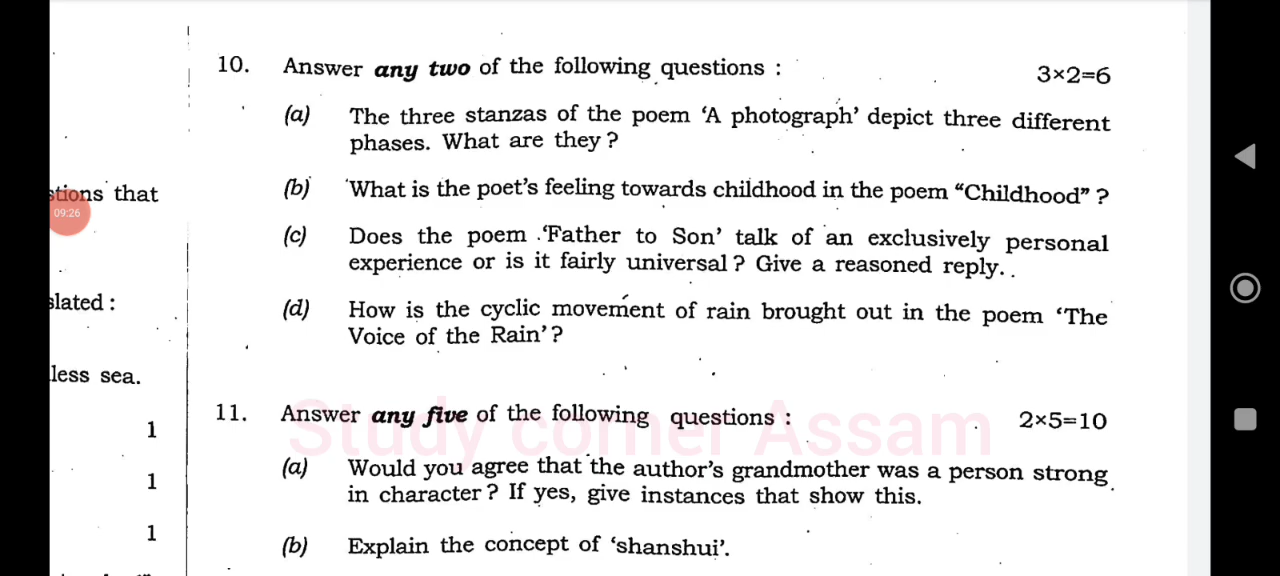 10. Answer any two of the following questions : 3×2=6
(a) The three stanzas of the poem ‘A photograph’ depict three different
phases. What are they ?
(b) What is the poet’s feeling towards childhood in the poem “Childhood” ?
(c) Does the poem ‘Father to Son’ talk of an exclusively personal
experience or is it fairly universal ? Give a reasoned reply.
(d) How is the cyclic movement of rain brought out in the poem ‘The
Voice of the Rain’ ?
11. Answer any five of the following questions : 2×5=10
Study corner Assam
(a) Would you agree that the author’s grandmother was a person strong
in character ? If yes, give instances that show this.
(b) Explain the concept of ‘shanshui’.
stions that
09:26
slated :
less sea.
1
1
1